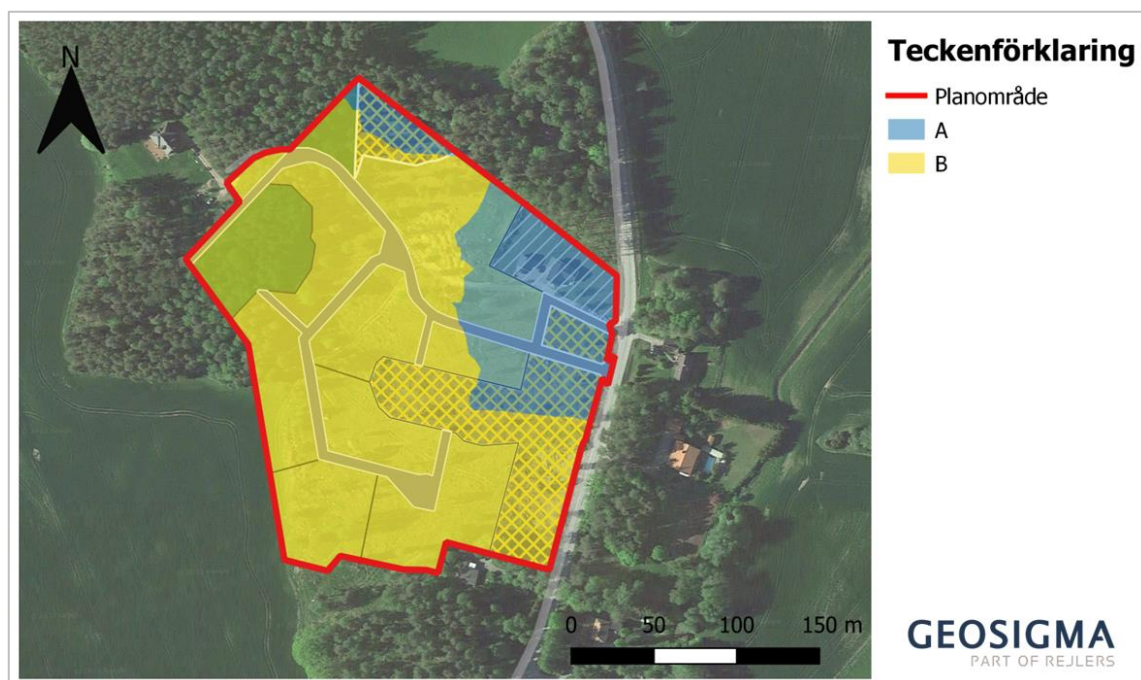 N
Teckenförklaring
Planområde
A
B
0 50 100 150 m
GEOSIGMA
PART OF REJLERS